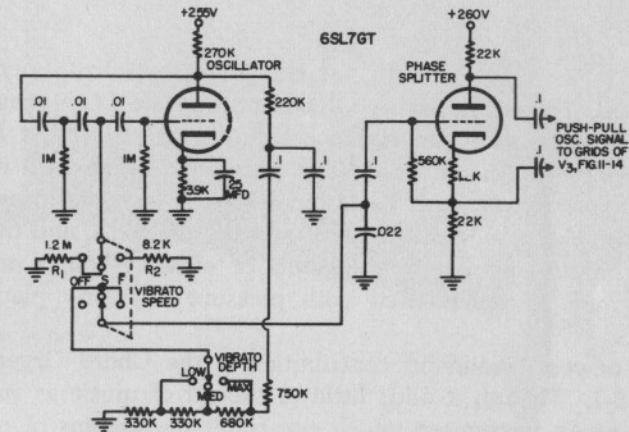 +255V
+260V
6SL7GT
270K
OSCILLATOR
PHASE
SPLITTER
22K
.01 .01 .01
220K
.1
PUSH-PULL
OSC. SIGNAL
TO GRIDS OF
V3, FIG. 11-14
.1
1M
1M
3.9K
.25
MFD
.1
.1
.1
560K
22K
.022
1.2 M
R1
8.2 K
R2
OFF S F
VIBRATO
SPEED
VIBRATO
DEPTH
LOW
MED
MAX
750K
330K 330K 680K